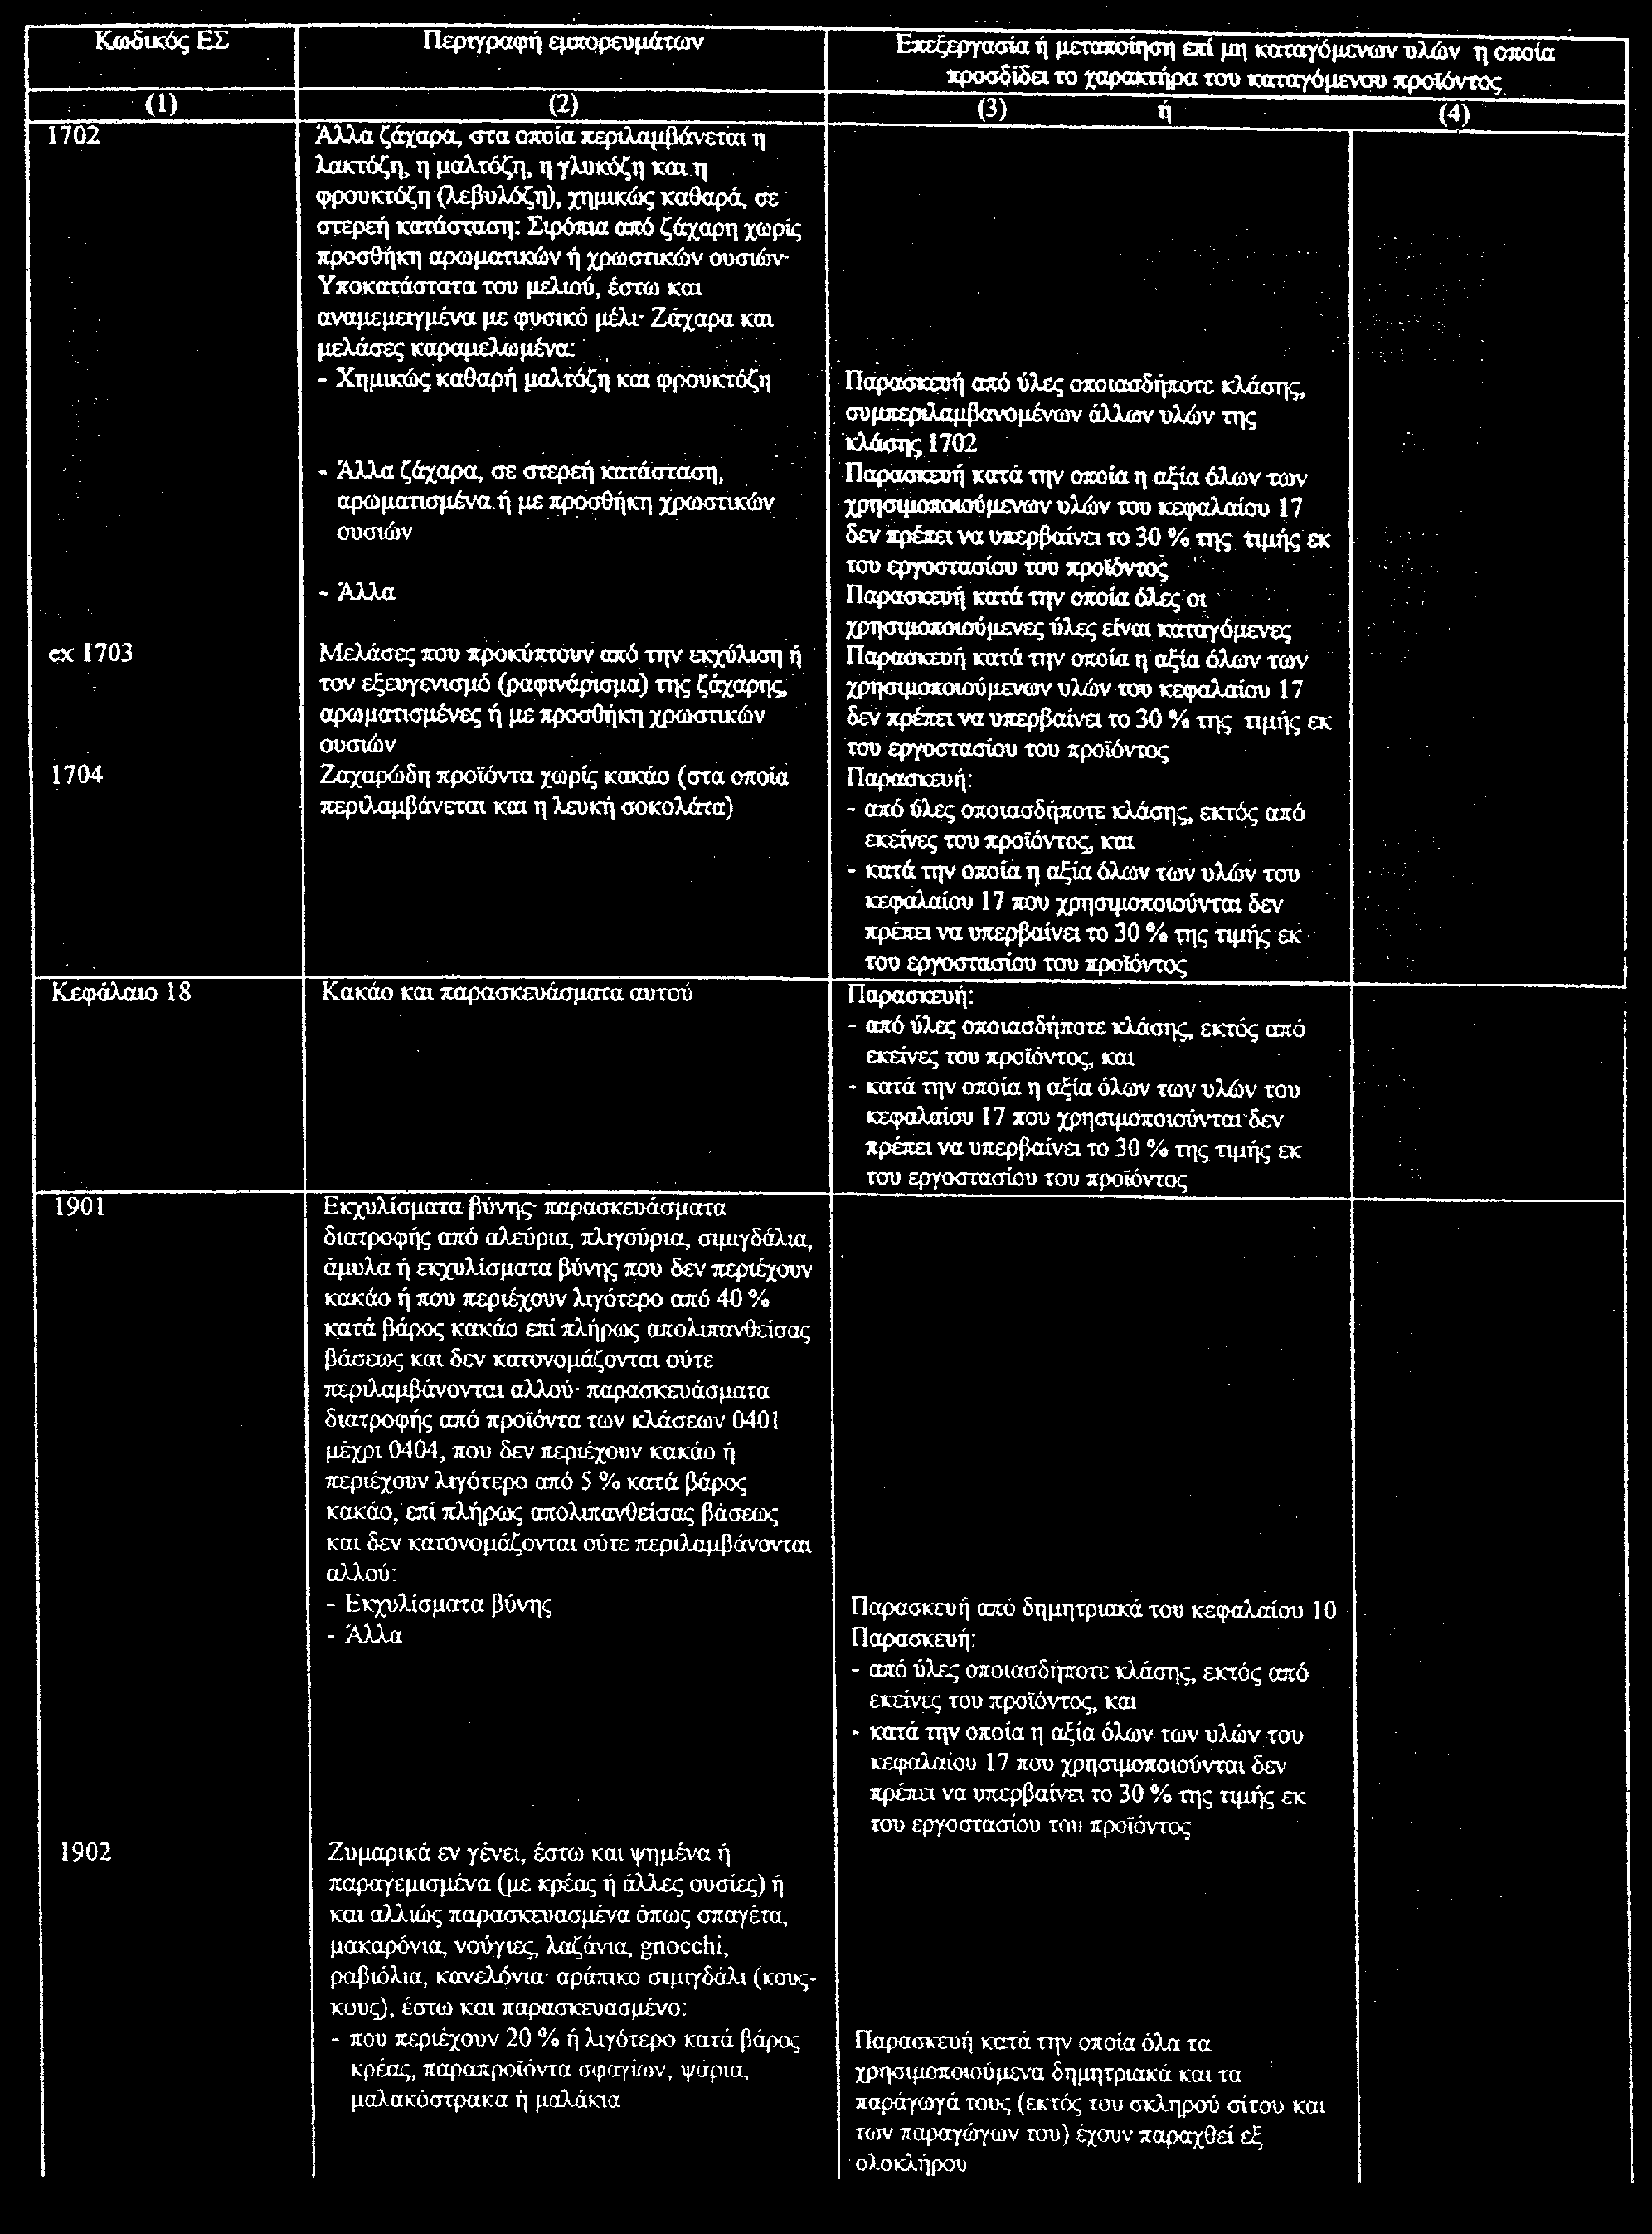 Κωδικός ΕΣ
Περιγραφή εμπορευμάτων
Επεξεργασία ή μεταποίηση επί μη καταγόμενων υλών η οποία
προσδίδει το χαρακτήρα του καταγόμενου προϊόντος
(1)
(2)
(3) ή (4)
1702
Άλλα ζάχαρα, στα οποία περιλαμβάνεται η
λακτόζη, η μαλτόζη, η γλυκόζη και η
φρουκτόζη (λεβυλόζη), χημικώς καθαρά, σε
στερεή κατάσταση: Σιρόπια από ζάχαρη χωρίς
προσθήκη αρωματικών ή χρωστικών ουσιών·
Υποκατάστατα του μελιού, έστω και
αναμεμειγμένα με φυσικό μέλι· Ζάχαρα και
μελάσες καραμελωμένα:
- Χημικώς καθαρή μαλτόζη και φρουκτόζη
Παρασκευή από ύλες οποιασδήποτε κλάσης,
συμπεριλαμβανομένων άλλων υλών της
κλάσης 1702
- Άλλα ζάχαρα, σε στερεή κατάσταση,
αρωματισμένα ή με προσθήκη χρωστικών
ουσιών
Παρασκευή κατά την οποία η αξία όλων των
χρησιμοποιούμενων υλών του κεφαλαίου 17
δεν πρέπει να υπερβαίνει το 30 % της τιμής εκ
του εργοστασίου του προϊόντος
- Άλλα
Παρασκευή κατά την οποία όλες οι
χρησιμοποιούμενες ύλες είναι καταγόμενες
ex 1703
Μελάσες που προκύπτουν από την εκχύλιση ή
τον εξευγενισμό (ραφινάρισμα) της ζάχαρης,
αρωματισμένες ή με προσθήκη χρωστικών
ουσιών
Παρασκευή κατά την οποία η αξία όλων των
χρησιμοποιούμενων υλών του κεφαλαίου 17
δεν πρέπει να υπερβαίνει το 30 % της τιμής εκ
του εργοστασίου του προϊόντος
1704
Ζαχαρώδη προϊόντα χωρίς κακάο (στα οποία
περιλαμβάνεται και η λευκή σοκολάτα)
Παρασκευή:
- από ύλες οποιασδήποτε κλάσης, εκτός από
εκείνες του προϊόντος, και
- κατά την οποία η αξία όλων των υλών του
κεφαλαίου 17 που χρησιμοποιούνται δεν
πρέπει να υπερβαίνει το 30 % της τιμής εκ
του εργοστασίου του προϊόντος
Κεφάλαιο 18
Κακάο και παρασκευάσματα αυτού
Παρασκευή:
- από ύλες οποιασδήποτε κλάσης, εκτός από
εκείνες του προϊόντος, και
- κατά την οποία η αξία όλων των υλών του
κεφαλαίου 17 που χρησιμοποιούνται δεν
πρέπει να υπερβαίνει το 30 % της τιμής εκ
του εργοστασίου του προϊόντος
1901
Εκχυλίσματα βύνης· παρασκευάσματα
διατροφής από αλεύρια, πλιγούρια, σιμιγδάλια,
άμυλα ή εκχυλίσματα βύνης που δεν περιέχουν
κακάο ή που περιέχουν λιγότερο από 40 %
κατά βάρος κακάο επί πλήρως απολιπανθείσας
βάσεως και δεν κατονομάζονται ούτε
περιλαμβάνονται αλλού· παρασκευάσματα
διατροφής από προϊόντα των κλάσεων 0401
μέχρι 0404, που δεν περιέχουν κακάο ή
περιέχουν λιγότερο από 5 % κατά βάρος
κακάο, επί πλήρως απολιπανθείσας βάσεως
και δεν κατονομάζονται ούτε περιλαμβάνονται
αλλού:
- Εκχυλίσματα βύνης
Παρασκευή από δημητριακά του κεφαλαίου 10
- Άλλα
Παρασκευή:
- από ύλες οποιασδήποτε κλάσης, εκτός από
εκείνες του προϊόντος, και
- κατά την οποία η αξία όλων των υλών του
κεφαλαίου 17 που χρησιμοποιούνται δεν
πρέπει να υπερβαίνει το 30 % της τιμής εκ
του εργοστασίου του προϊόντος
1902
Ζυμαρικά εν γένει, έστω και ψημένα ή
παραγεμισμένα (με κρέας ή άλλες ουσίες) ή
και αλλιώς παρασκευασμένα όπως σπαγέτα,
μακαρόνια, νούγιες, λαζάνια, gnocchi,
ραβιόλια, κανελόνια· αράπικο σιμιγδάλι (κους-
κους), έστω και παρασκευασμένο:
- που περιέχουν 20 % ή λιγότερο κατά βάρος
κρέας, παραπροϊόντα σφαγίων, ψάρια,
μαλακόστρακα ή μαλάκια
Παρασκευή κατά την οποία όλα τα
χρησιμοποιούμενα δημητριακά και τα
παράγωγά τους (εκτός του σκληρού σίτου και
των παραγώγων του) έχουν παραχθεί εξ
ολοκλήρου